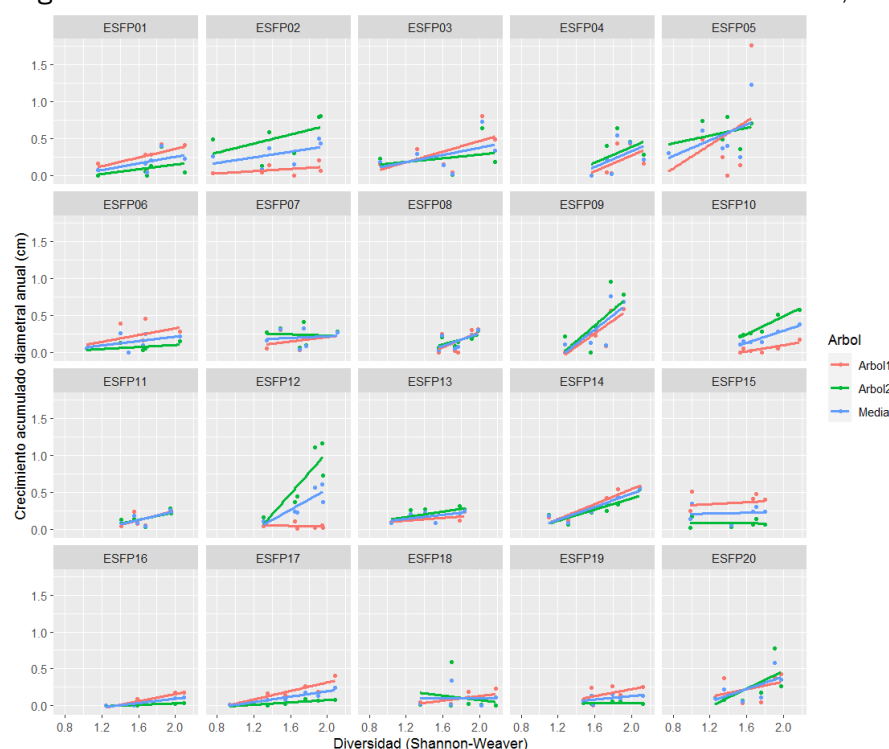 ESFP01 ESFP02 ESFP03 ESFP04 ESFP05
1.5
1.0
0.5
0.0
ESFP06 ESFP07 ESFP08 ESFP09 ESFP10
1.5
1.0
0.5
0.0
ESFP11 ESFP12 ESFP13 ESFP14 ESFP15
1.5
1.0
0.5
0.0
ESFP16 ESFP17 ESFP18 ESFP19 ESFP20
1.5
1.0
0.5
0.0
0.8 1.2 1.6 2.0 0.8 1.2 1.6 2.0 0.8 1.2 1.6 2.0 0.8 1.2 1.6 2.0 0.8 1.2 1.6 2.0
Diversidad (Shannon-Weaver)
Crecimiento acumulado diametral anual (cm)
Arbol
Arbol1
Arbol2
Media